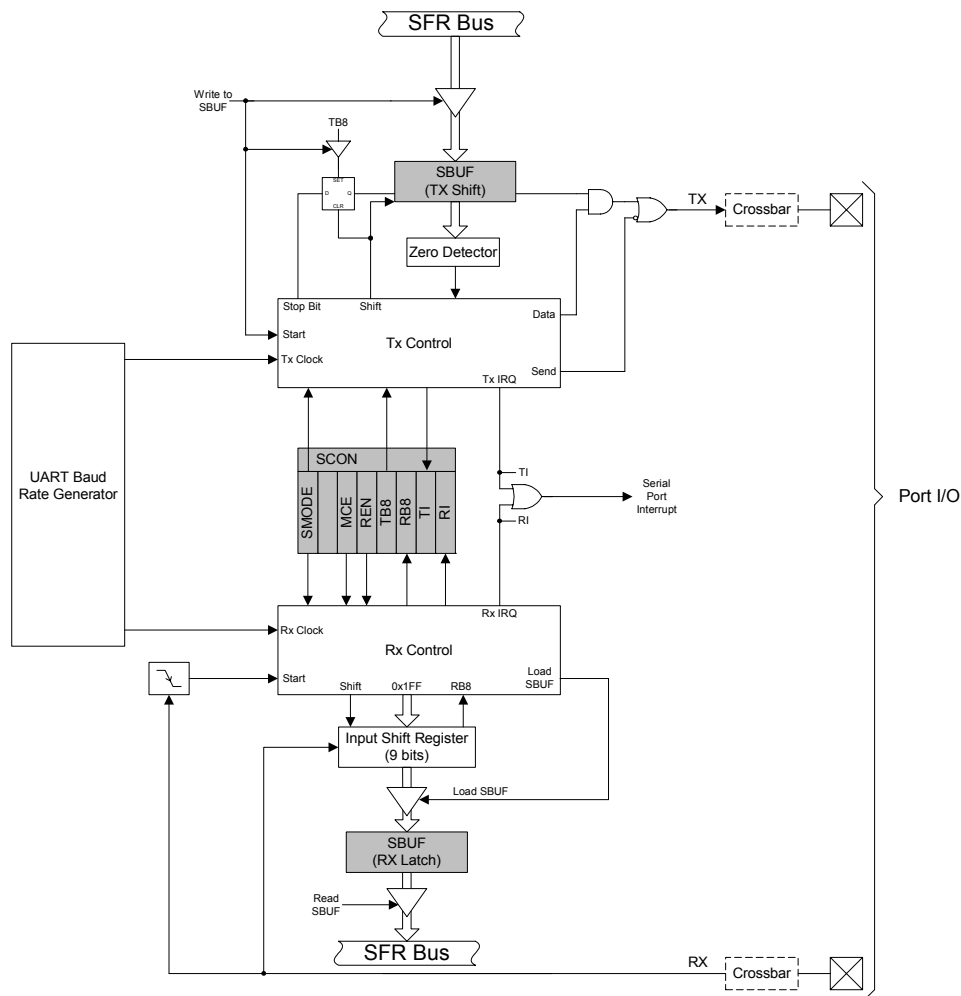 SFR Bus
Write to
SBUF
TB8
SET
D
Q
CLR
SBUF
(TX Shift)
TX
Crossbar
Zero Detector
Stop Bit
Shift
Data
Start
Tx Control
Tx Clock
Send
Tx IRQ
UART Baud
Rate Generator
SCON
SMODE
MCE
REN
TB8
RB8
TI
RI
TI
Serial
Port
Interrupt
RI
Port I/O
Rx IRQ
Rx Clock
Rx Control
Start
Load
SBUF
Shift
0x1FF
RB8
Input Shift Register
(9 bits)
Load SBUF
SBUF
(RX Latch)
Read
SBUF
SFR Bus
RX
Crossbar